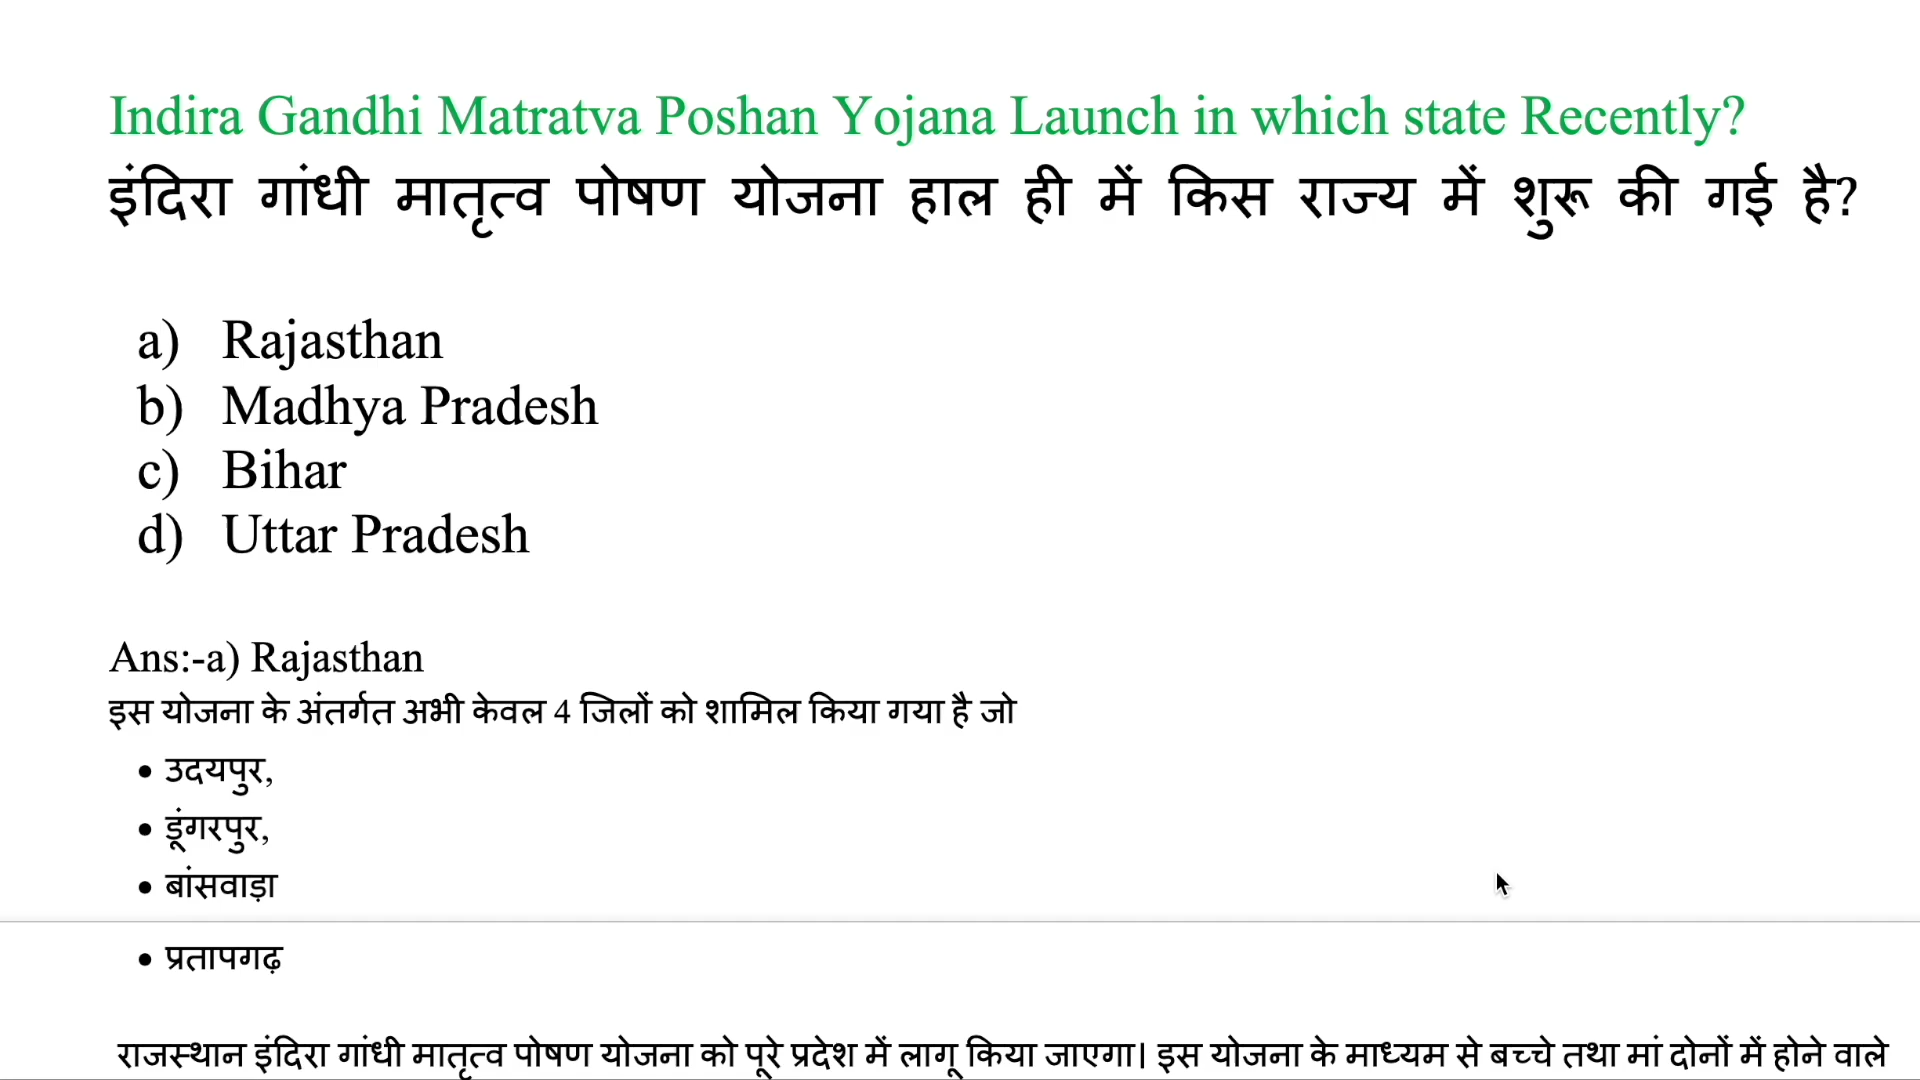 Indira Gandhi Matratva Poshan Yojana Launch in which state Recently?
इंदिरा गांधी मातृत्व पोषण योजना हाल ही में किस राज्य में शुरू की गई है?
a) Rajasthan
b) Madhya Pradesh
c) Bihar
d) Uttar Pradesh
Ans:-a) Rajasthan
इस योजना के अंतर्गत अभी केवल 4 जिलों को शामिल किया गया है जो
• उदयपुर,
• डूंगरपुर,
• बांसवाड़ा
• प्रतापगढ़
राजस्थान इंदिरा गांधी मातृत्व पोषण योजना को पूरे प्रदेश में लागू किया जाएगा। इस योजना के माध्यम से बच्चे तथा मां दोनों में होने वाले